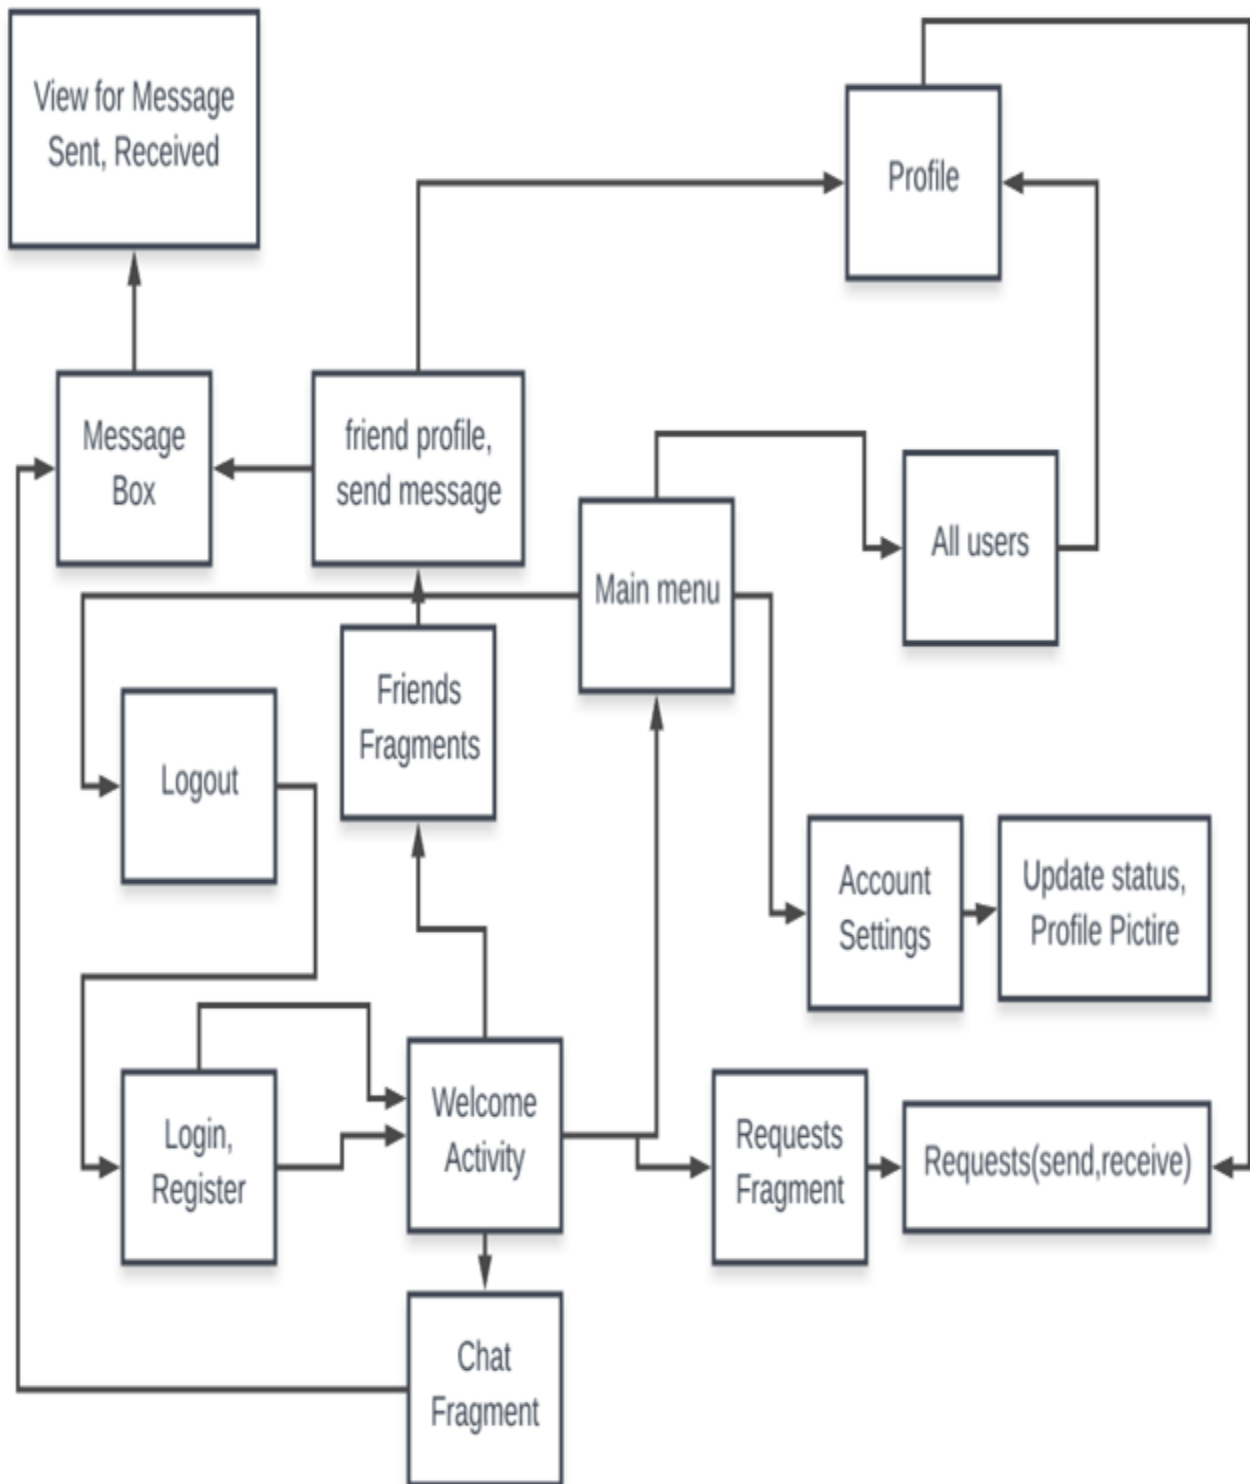 View for Message
Sent, Received
Profile
Message
Box
friend profile,
send message
Main menu
All users
Friends
Fragments
Logout
Account
Settings
Update status,
Profile Pictire
Login,
Register
Welcome
Activity
Requests
Fragment
Requests(send,receive)
Chat
Fragment